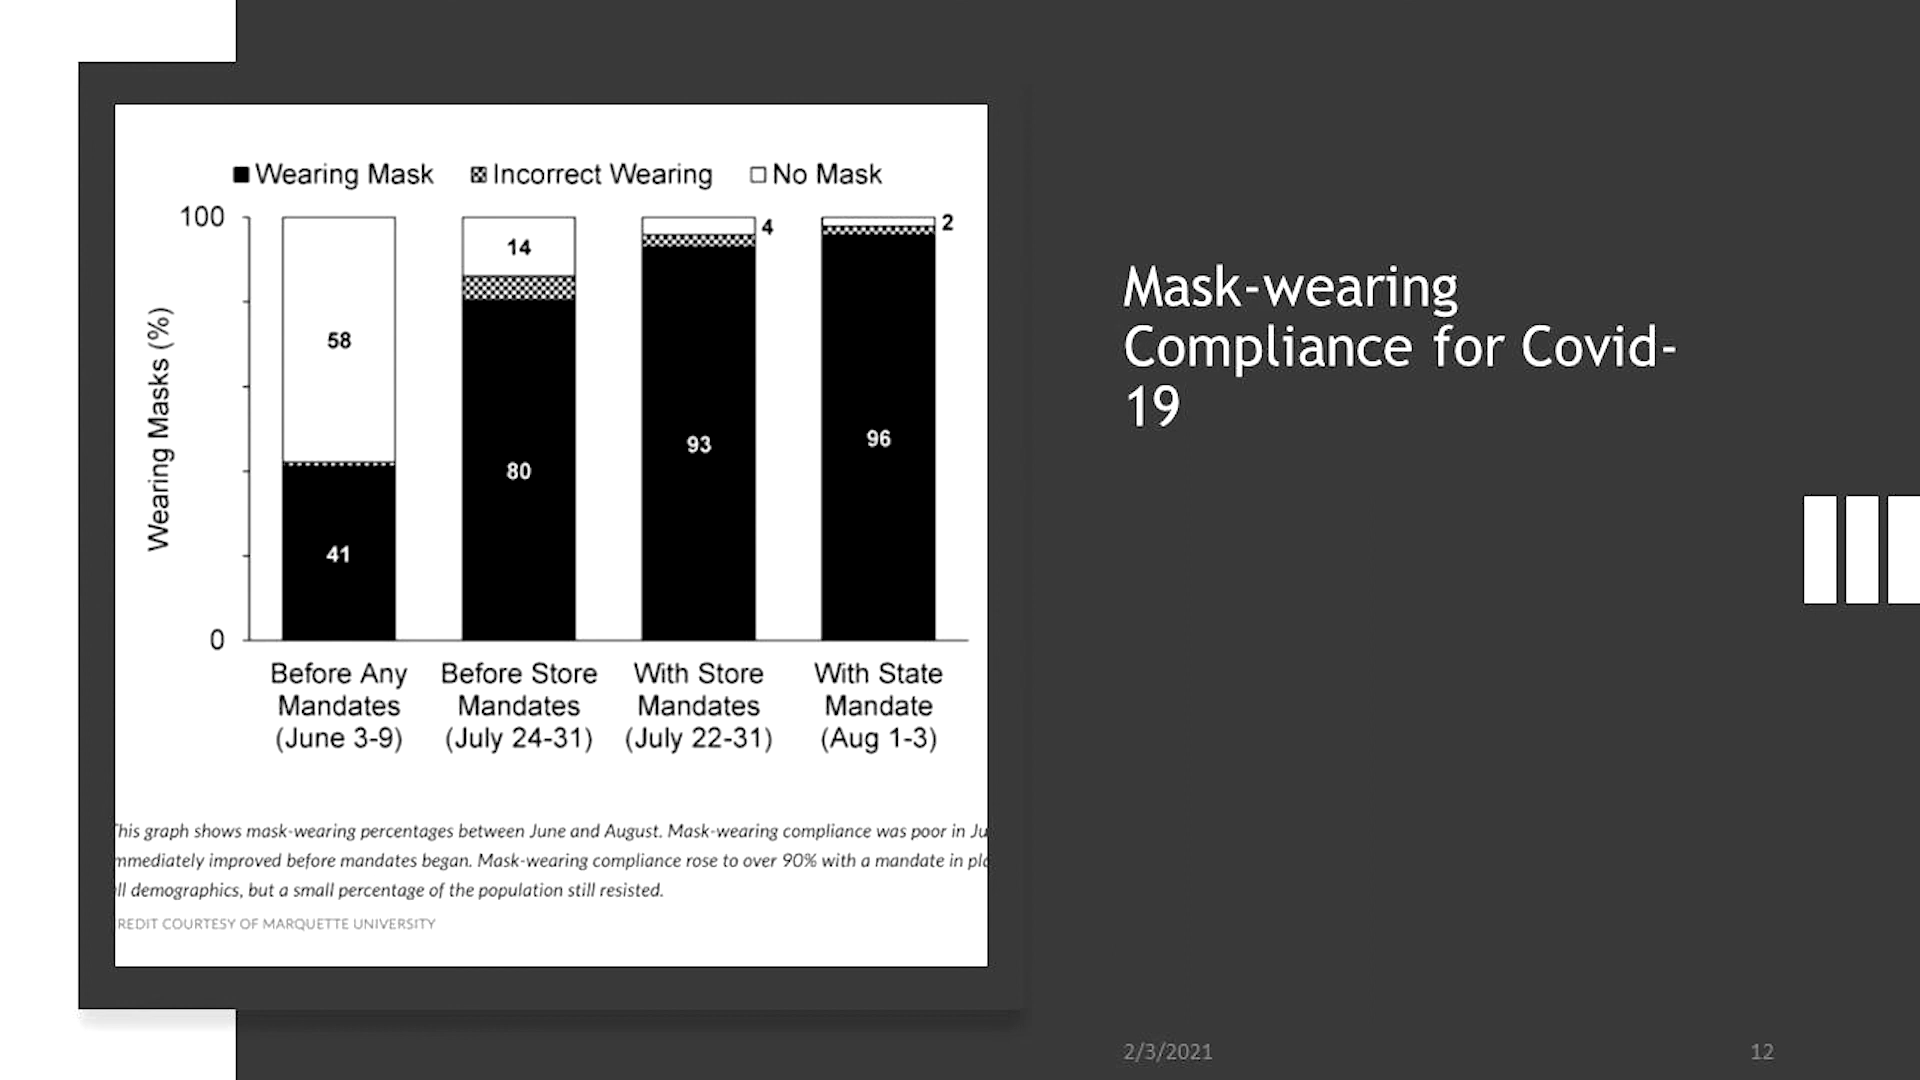 Wearing Mask Incorrect Wearing No Mask
100
4
2
14
58
Wearing Masks (%)
93
96
80
41
0
Before Any Mandates (June 3-9)
Before Store Mandates (July 24-31)
With Store Mandates (July 22-31)
With State Mandate (Aug 1-3)
his graph shows mask-wearing percentages between June and August. Mask-wearing compliance was poor in Ju
mmediately improved before mandates began. Mask-wearing compliance rose to over 90% with a mandate in pla
ll demographics, but a small percentage of the population still resisted.
REDIT COURTESY OF MARQUETTE UNIVERSITY
Mask-wearing
Compliance for Covid-
19
2/3/2021
12